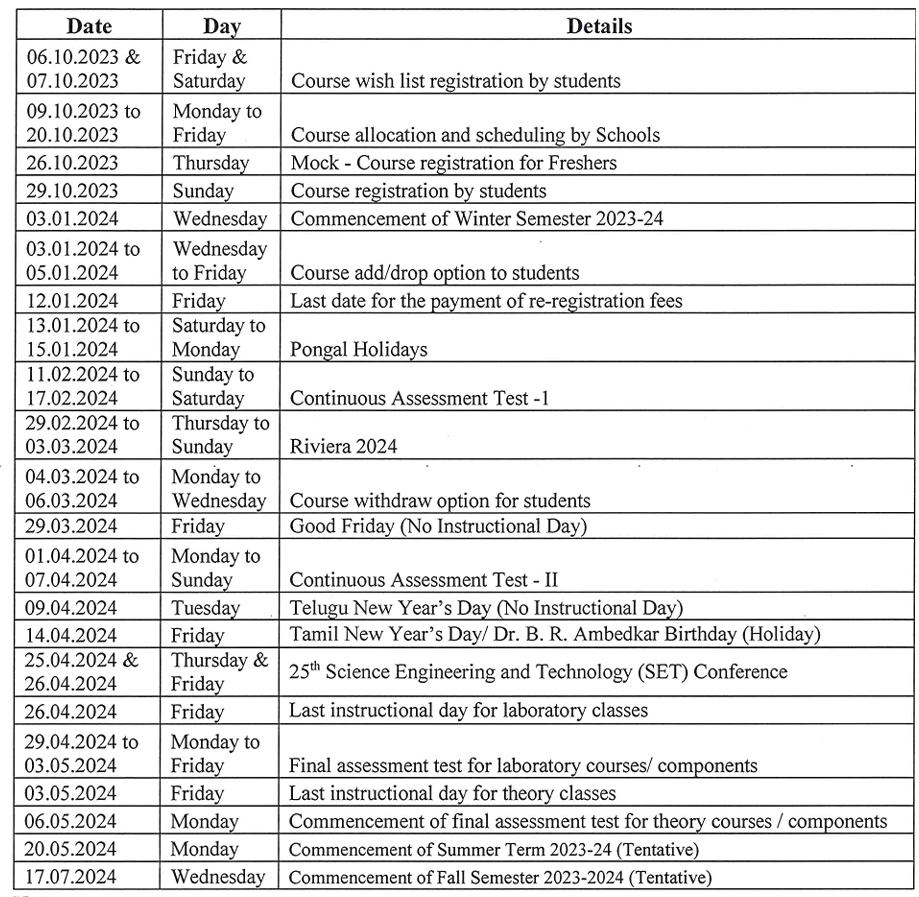 Date Day Details
06.10.2023 & Friday &
07.10.2023 Saturday Course wish list registration by students
09.10.2023 to Monday to
20.10.2023 Friday Course allocation and scheduling by Schools
26.10.2023 Thursday Mock - Course registration for Freshers
29.10.2023 Sunday Course registration by students
03.01.2024 Wednesday Commencement of Winter Semester 2023-24
03.01.2024 to Wednesday
05.01.2024 to Friday Course add/drop option to students
12.01.2024 Friday Last date for the payment of re-registration fees
13.01.2024 to Saturday to
15.01.2024 Monday Pongal Holidays
11.02.2024 to Sunday to
17.02.2024 Saturday Continuous Assessment Test -1
29.02.2024 to Thursday to
03.03.2024 Sunday Riviera 2024
04.03.2024 to Monday to
06.03.2024 Wednesday Course withdraw option for students
29.03.2024 Friday Good Friday (No Instructional Day)
01.04.2024 to Monday to
07.04.2024 Sunday Continuous Assessment Test - II
09.04.2024 Tuesday Telugu New Year's Day (No Instructional Day)
14.04.2024 Friday Tamil New Year's Day/ Dr. B. R. Ambedkar Birthday (Holiday)
25.04.2024 & Thursday &
26.04.2024 Friday 25th Science Engineering and Technology (SET) Conference
26.04.2024 Friday Last instructional day for laboratory classes
29.04.2024 to Monday to
03.05.2024 Friday Final assessment test for laboratory courses/ components
03.05.2024 Friday Last instructional day for theory classes
06.05.2024 Monday Commencement of final assessment test for theory courses / components
20.05.2024 Monday Commencement of Summer Term 2023-24 (Tentative)
17.07.2024 Wednesday Commencement of Fall Semester 2023-2024 (Tentative)